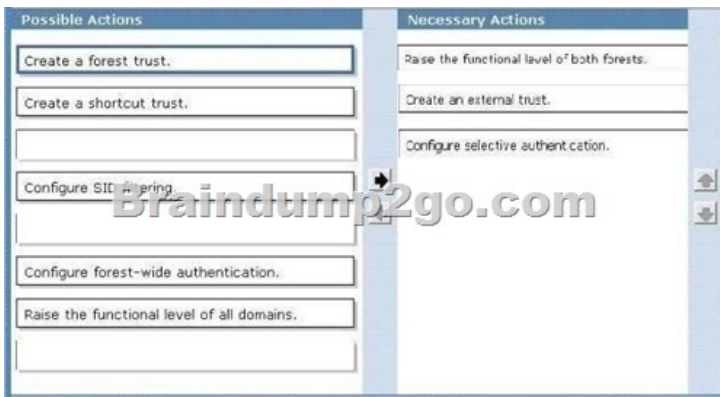 Possible Actions
Create a forest trust.
Create a shortcut trust.
Configure SID filtering.
Configure forest-wide authentication.
Raise the functional level of all domains.
Necessary Actions
Raise the functional level of both forests.
Create an external trust.
Configure selective authentication.
Braindump2go.com